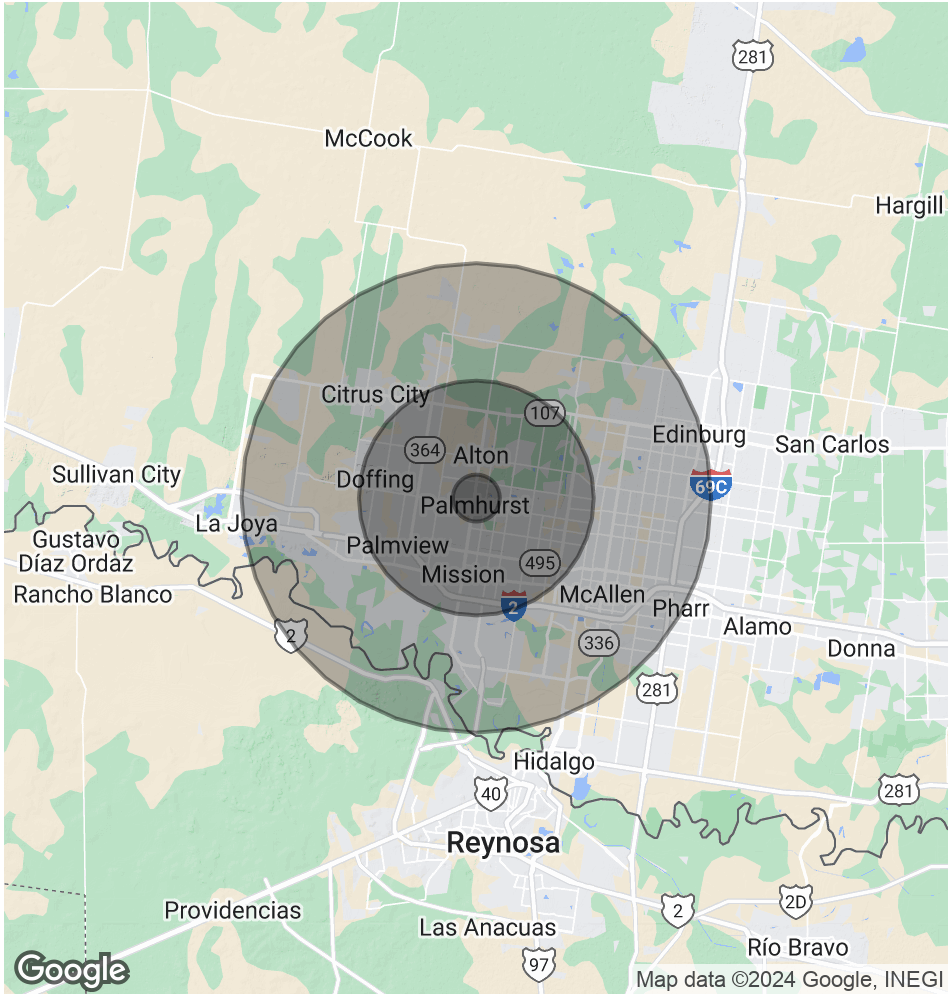 281
McCook
Hargill
Citrus City
107
Edinburg
364
Alton
San Carlos
Sullivan City
Doffing
69C
Palmhurst
La Joya
Gustavo
Díaz Ordaz
Palmview
495
Mission
Rancho Blanco
McAllen
2
Pharr
Alamo
2
336
Donna
281
Hidalgo
281
40
Reynosa
Providencias
2
2D
Las Anacuas
Río Bravo
97
Google
Map data ©2024 Google, INEGI